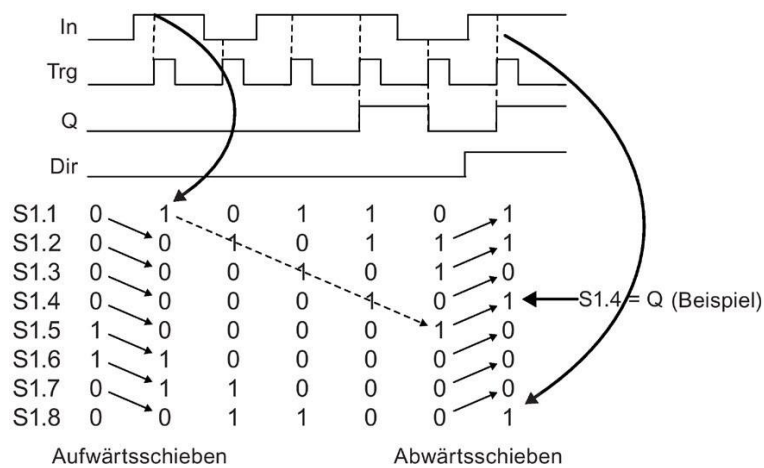 In
Trg
Q
Dir
S1.1 0 1 0 1 1 0 1
S1.2 0 0 1 0 1 1 1
S1.3 0 0 0 1 0 1 0
S1.4 0 0 0 0 1 0 1 S1.4 = Q (Beispiel)
S1.5 1 0 0 0 0 1 0
S1.6 1 1 0 0 0 0 0
S1.7 0 1 1 0 0 0 0
S1.8 0 0 1 1 0 0 1
Aufwärtsschieben Abwärtsschieben